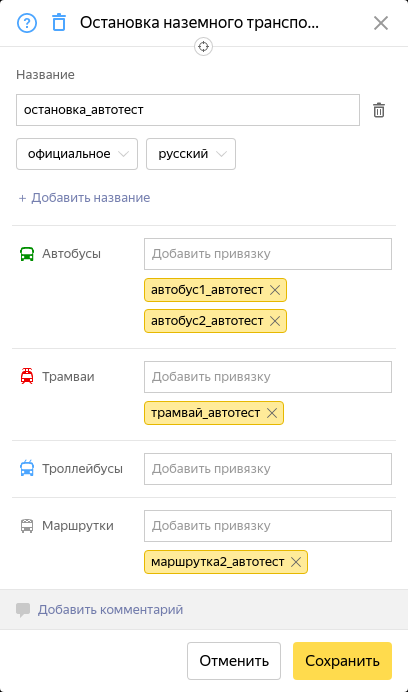 Остановка наземного транспо...
Название
остановка_автотест
официальное русский
+ Добавить название
Автобусы Добавить привязку
автобус1_автотест
автобус2_автотест
Трамваи Добавить привязку
трамвай_автотест
Троллейбусы Добавить привязку
Маршрутки Добавить привязку
маршрутка2_автотест
Добавить комментарий
Отменить Сохранить